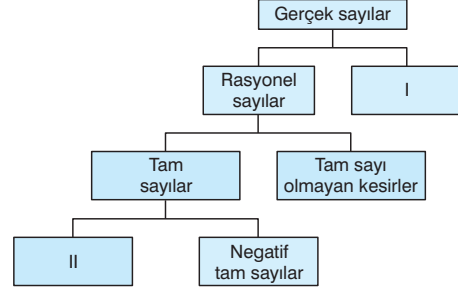 Gerçek sayılar
Rasyonel
sayılar
I
Tam
sayılar
Tam sayı
olmayan kesirler
II
Negatif
tam sayılar